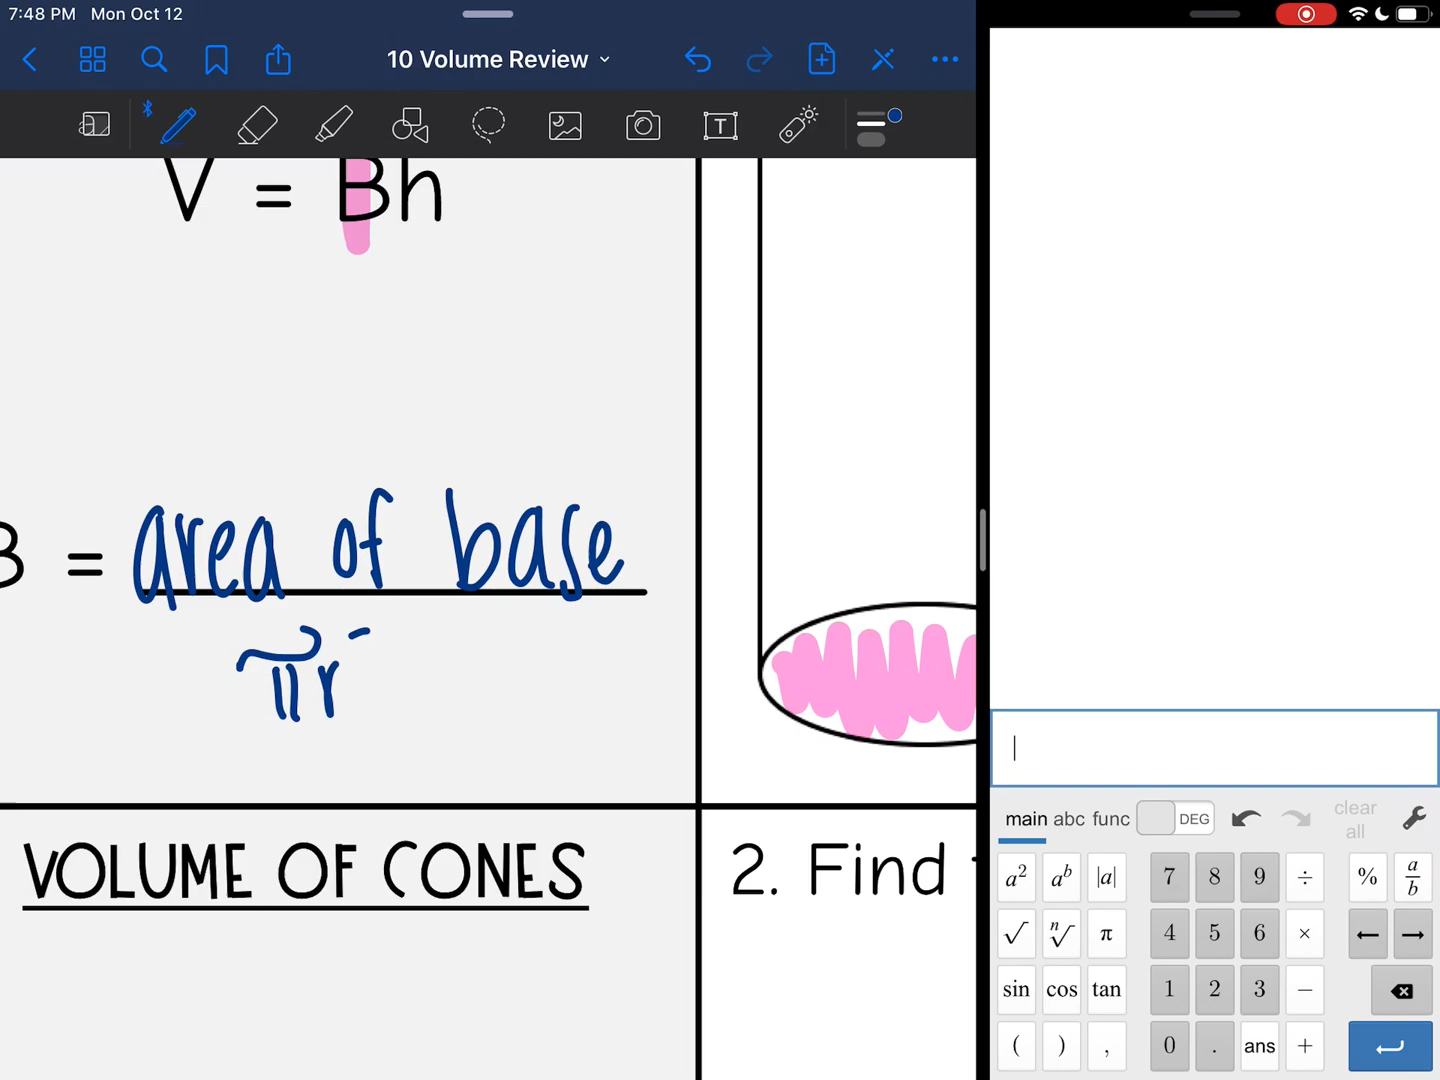 7:48 PM Mon Oct 12
10 Volume Review
T
V = Bh
B = area of base
πr
VOLUME OF CONES
2. Find
main abc func DEG clear all
a² aᵇ |a| 7 8 9 ÷ % a/b
√ ⁿ√ π 4 5 6 × ← →
sin cos tan 1 2 3 −
( ) , 0 . ans +